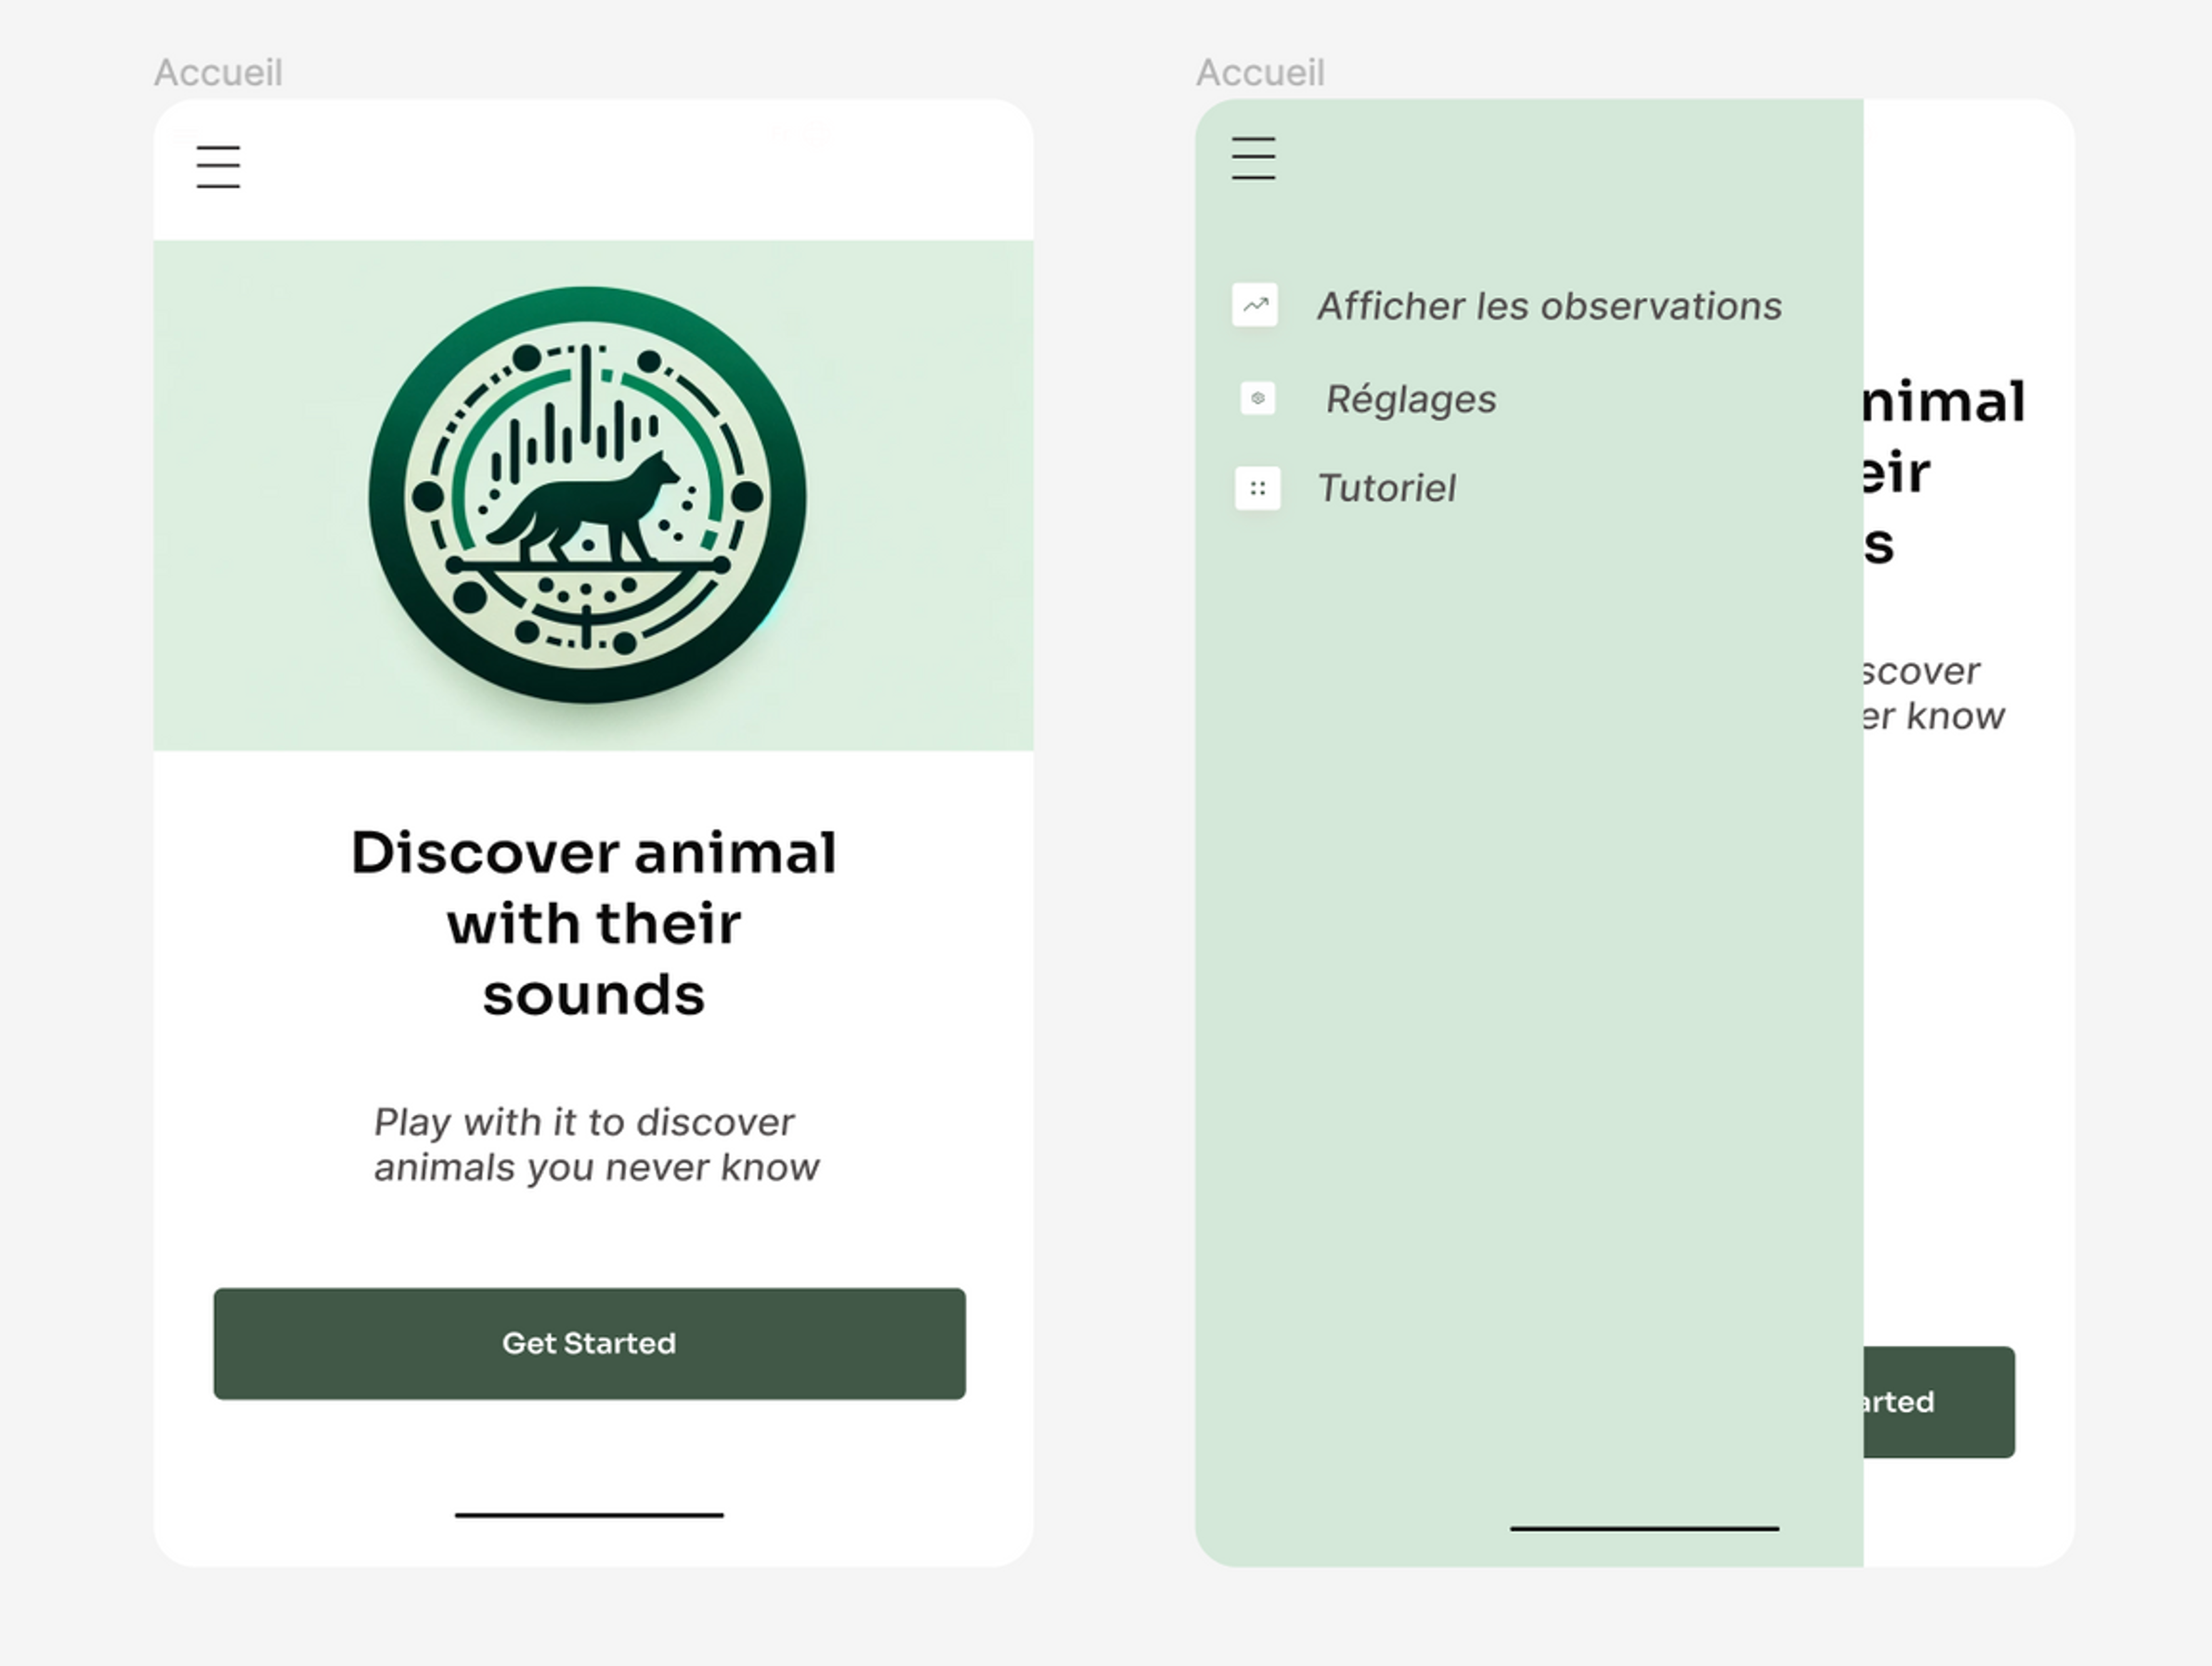 Accueil
Discover animal
with their
sounds
Play with it to discover
animals you never know
Get Started
Accueil
Afficher les observations
Réglages
Tutoriel
nimal
eir
s
scover
er know
arted